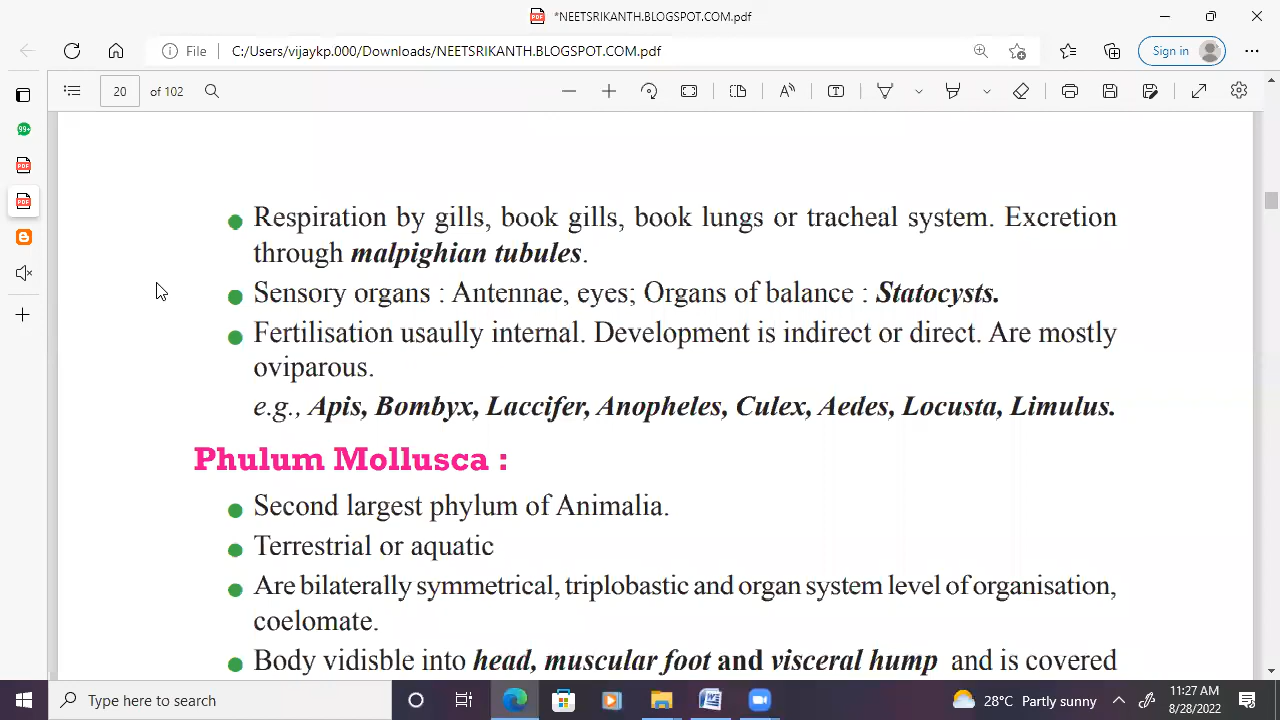 *NEETSRIKANTH.BLOGSPOT.COM.pdf
File
C:/Users/vijaykp.000/Downloads/NEETSRIKANTH.BLOGSPOT.COM.pdf
Sign in
20 of 102
99+
Respiration by gills, book gills, book lungs or tracheal system. Excretion
through malpighian tubules.
Sensory organs : Antennae, eyes; Organs of balance : Statocysts.
Fertilisation usaully internal. Development is indirect or direct. Are mostly
oviparous.
e.g., Apis, Bombyx, Laccifer, Anopheles, Culex, Aedes, Locusta, Limulus.
Phulum Mollusca :
Second largest phylum of Animalia.
Terrestrial or aquatic
Are bilaterally symmetrical, triplobastic and organ system level of organisation,
coelomate.
Body vidisble into head, muscular foot and visceral hump and is covered
Type here to search
28°C Partly sunny
11:27 AM
8/28/2022